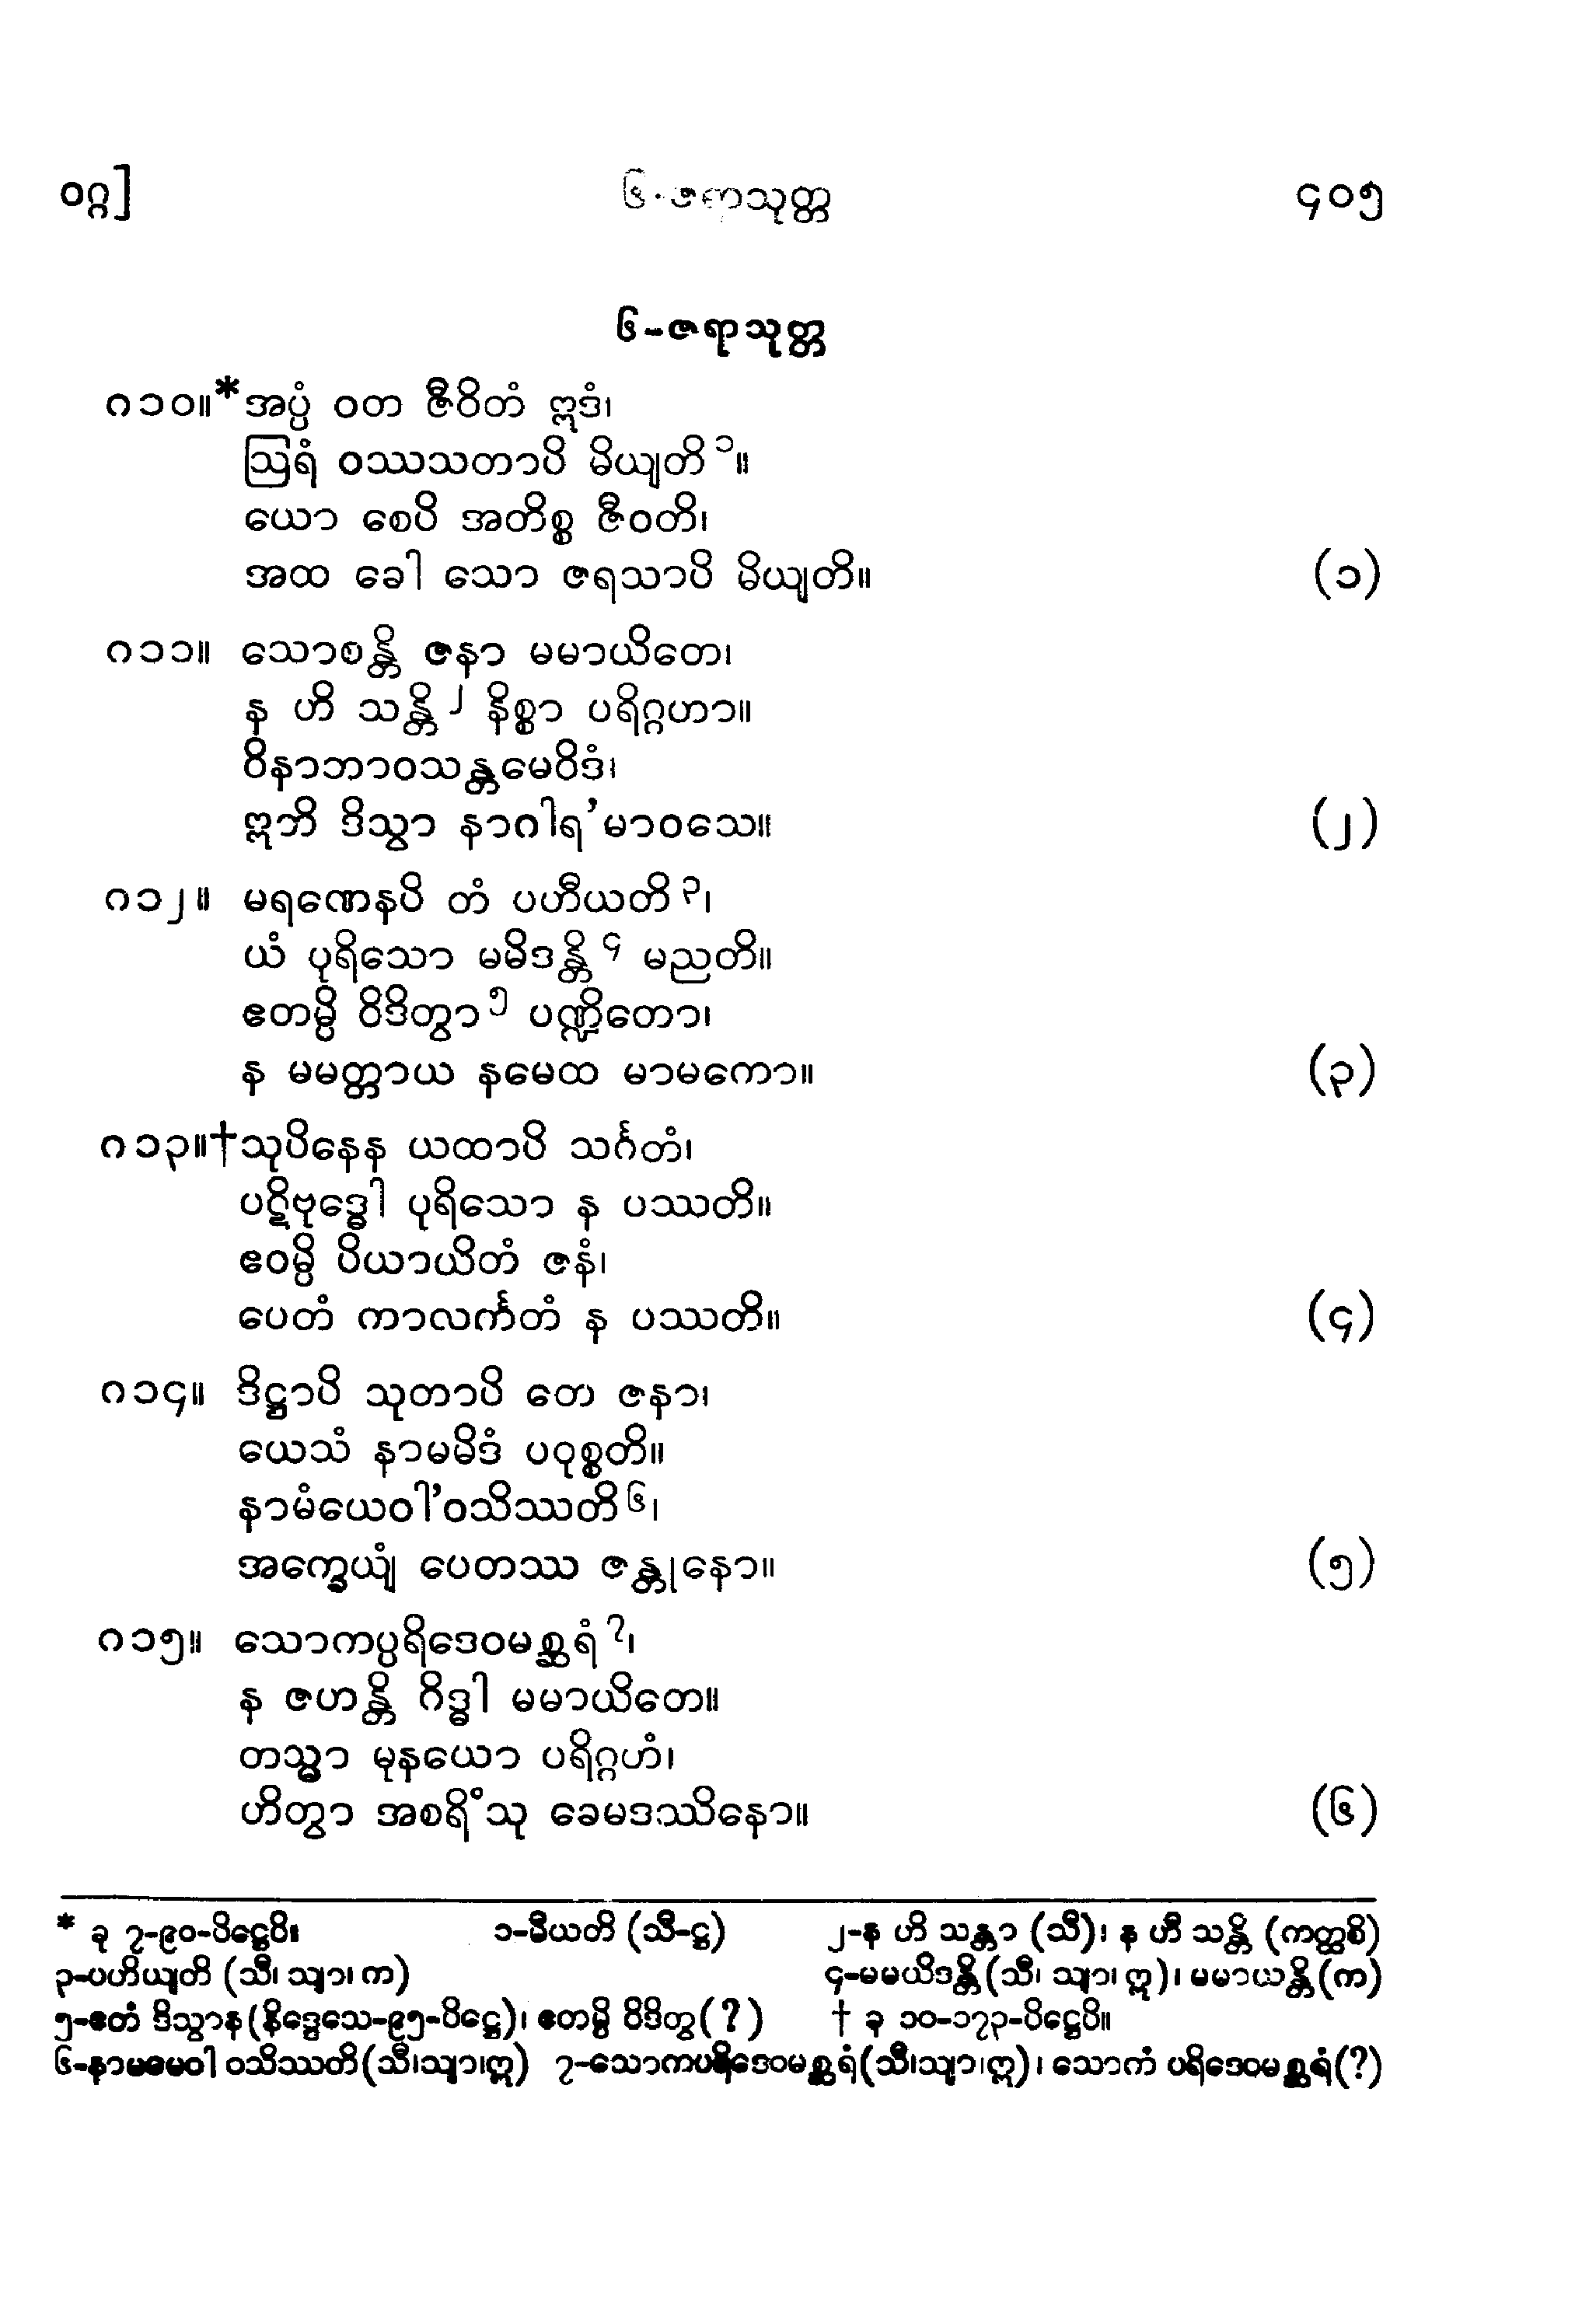 ဝဂ္ဂ] ၆-ဇရာသုတ္တ ၄၀၅
၆-ဇရာသုတ္တ
၈၁၀။*အပ္ပံ ဝတ ဇီဝိတံ ဣဒံ၊
ဩရံ ဝဿသတာပိ မိယျတိ ၁။
ယော စေပိ အတိစ္စ ဇီဝတိ၊
အထ ခေါ သော ဇရသာပိ မိယျတိ။ (၁)
၈၁၁။ သောစန္တိ ဇနာ မမာယိတေ၊
န ဟိ သန္တိ ၂ နိစ္စာ ပရိဂ္ဂဟာ။
ဝိနာဘာဝသန္တမေဝိဒံ၊
ဣတိ ဒိသွာ နာဂါရ’မာဝသေ။ (၂)
၈၁၂။ မရဏေနပိ တံ ပဟီယတိ ၃၊
ယံ ပုရိသော မမိဒန္တိ ၄ မညတိ။
ဧတမ္ပိ ဝိဒိတွာ ၅ ပဏ္ဍိတော၊
န မမတ္တာယ နမေထ မာမကော။ (၃)
၈၁၃။†သုပိနေန ယထာပိ သင်္ဂတံ၊
ပဋိဗုဒ္ဓေါ ပုရိသော န ပဿတိ။
ဧဝမ္ပိ ပိယာယိတံ ဇနံ၊
ပေတံ ကာလင်္ကတံ န ပဿတိ။ (၄)
၈၁၄။ ဒိဋ္ဌာပိ သုတာပိ တေ ဇနာ၊
ယေသံ နာမမိဒံ ပဝုစ္စတိ။
နာမံယေဝါ’ဝသိဿတိ ၆၊
အက္ခေယျံ ပေတဿ ဇန္တုနော။ (၅)
၈၁၅။ သောကပ္ပရိဒေဝမစ္ဆရံ ၇၊
န ဇဟန္တိ ဂိဒ္ဓါ မမာယိတေ။
တသ္မာ မုနယော ပရိဂ္ဂဟံ၊
ဟိတွာ အစရိံသု ခေမဒဿိနော။ (၆)
* ခု ၇-၉၀-ပိဋ္ဌေပိ။ ၁-မီယတိ (သီ-ဋ္ဌ) ၂-န ဟိ သန္တာ (သီ)၊ န ဟီ သန္တိ (ကတ္ထစိ)
၃-ပဟိယျတိ (သီ၊ သျာ၊ က) ၄-မမယိဒန္တိ(သီ၊ သျာ၊ ဣ)၊ မမာယန္တိ(က)
၅-ဧတံ ဒိသွာန(နိဒ္ဒေသေ-၉၅-ပိဋ္ဌေ)၊ ဧတမ္ပိ ဝိဒိတွ(?) † ခု ၁၀-၁၇၃-ပိဋ္ဌေပိ။
၆-နာမမေဝါ ဝသိဿတိ(သီ၊သျာ၊ဣ) ၇-သောကပရိဒေဝမစ္ဆရံ(သီ၊သျာ၊ဣ)၊ သောကံ ပရိဒေဝမစ္ဆရံ(?)